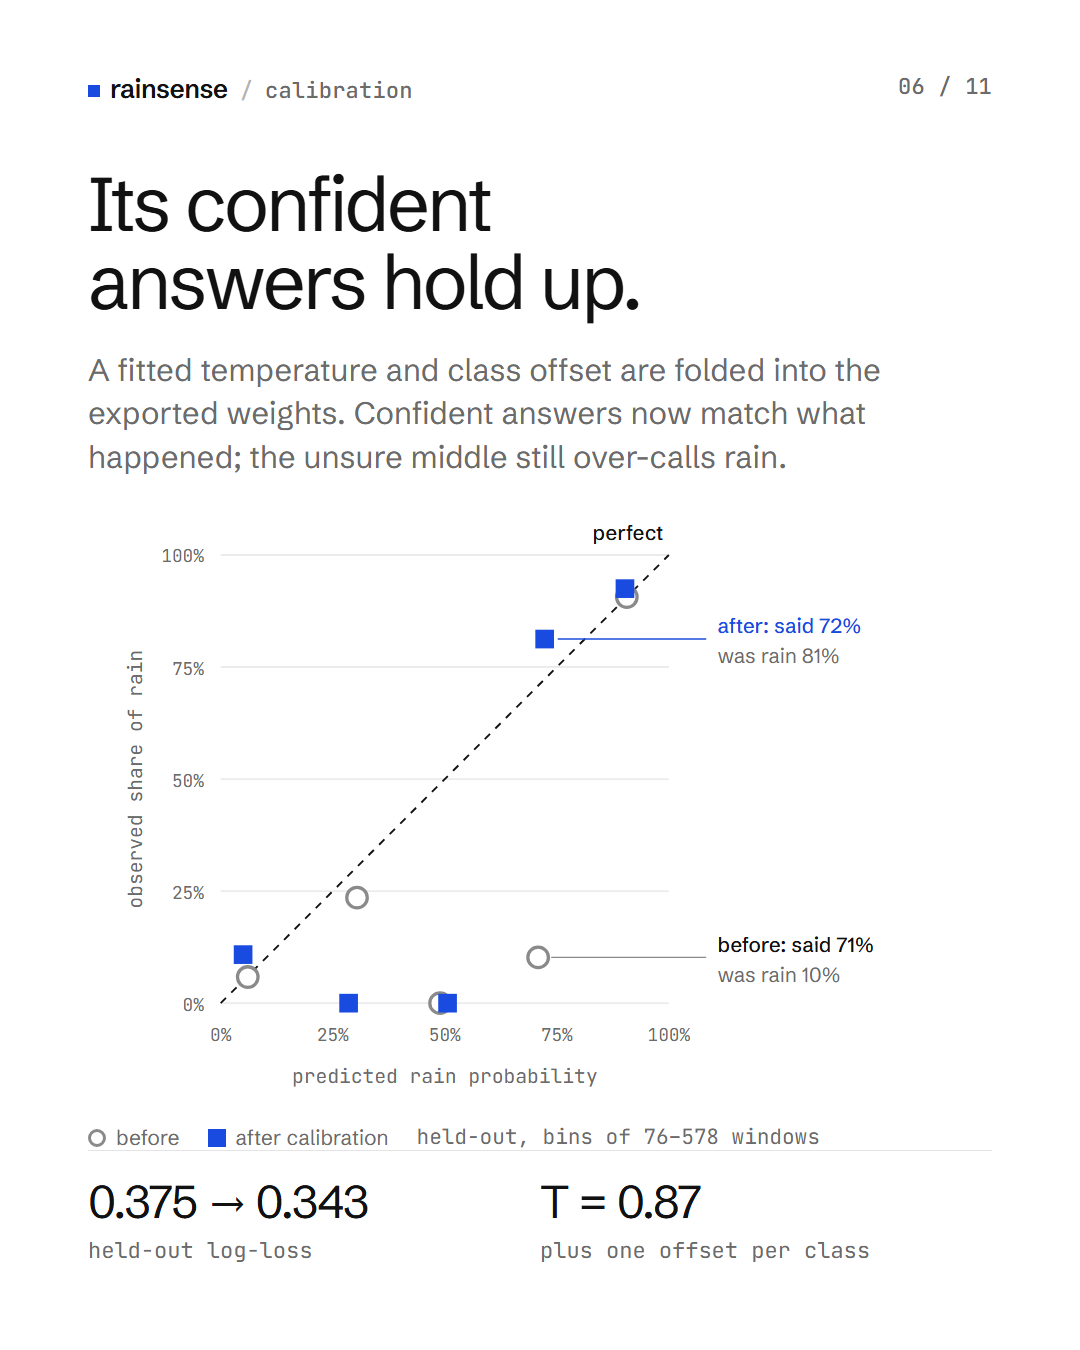 rainsense / calibration
06 / 11
Its confident
answers hold up.
A fitted temperature and class offset are folded into the
exported weights. Confident answers now match what
happened; the unsure middle still over-calls rain.
perfect
100%
75%
50%
25%
0%
observed share of rain
after: said 72%
was rain 81%
before: said 71%
was rain 10%
0% 25% 50% 75% 100%
predicted rain probability
before after calibration held-out, bins of 76–578 windows
0.375 → 0.343
held-out log-loss
T = 0.87
plus one offset per class